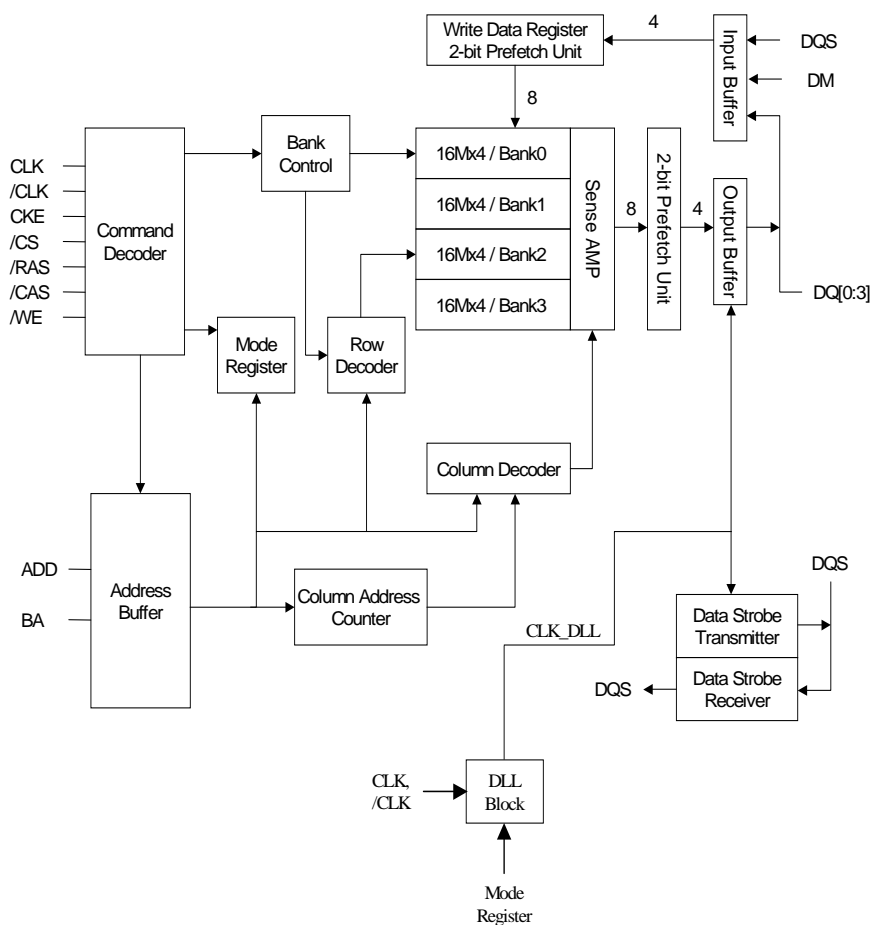 Write Data Register
2-bit Prefetch Unit
4
Input Buffer
DQS
DM
8
Bank
Control
16Mx4 / Bank0
16Mx4 / Bank1
16Mx4 / Bank2
16Mx4 / Bank3
Sense AMP
8
2-bit Prefetch Unit
4
Output Buffer
DQ[0:3]
CLK
/CLK
CKE
/CS
/RAS
/CAS
/WE
Command
Decoder
Mode
Register
Row
Decoder
Column Decoder
ADD
BA
Address
Buffer
Column Address
Counter
CLK_DLL
DQS
Data Strobe
Transmitter
Data Strobe
Receiver
DQS
CLK,
/CLK
DLL
Block
Mode
Register